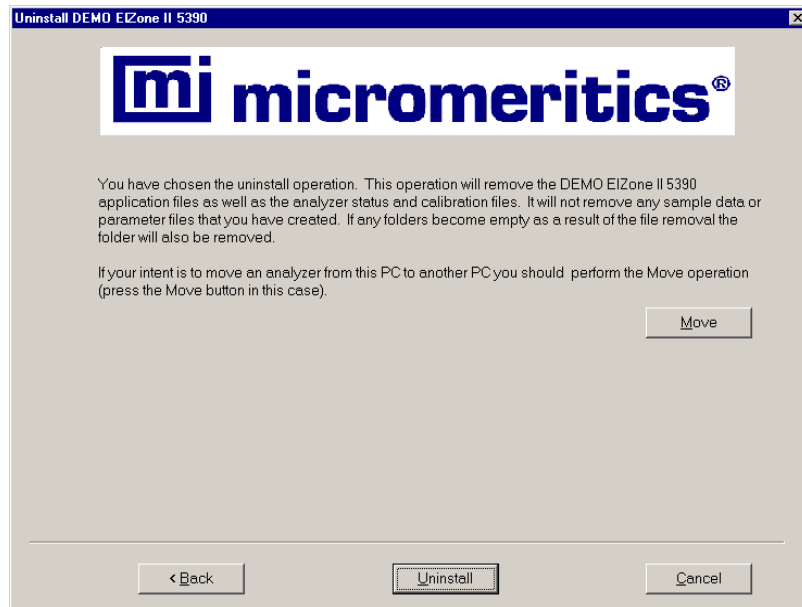 Uninstall DEMO ElZone II 5390
mi micromeritics®
You have chosen the uninstall operation. This operation will remove the DEMO ElZone II 5390
application files as well as the analyzer status and calibration files. It will not remove any sample data or
parameter files that you have created. If any folders become empty as a result of the file removal the
folder will also be removed.
If your intent is to move an analyzer from this PC to another PC you should perform the Move operation
(press the Move button in this case).
Move
< Back
Uninstall
Cancel